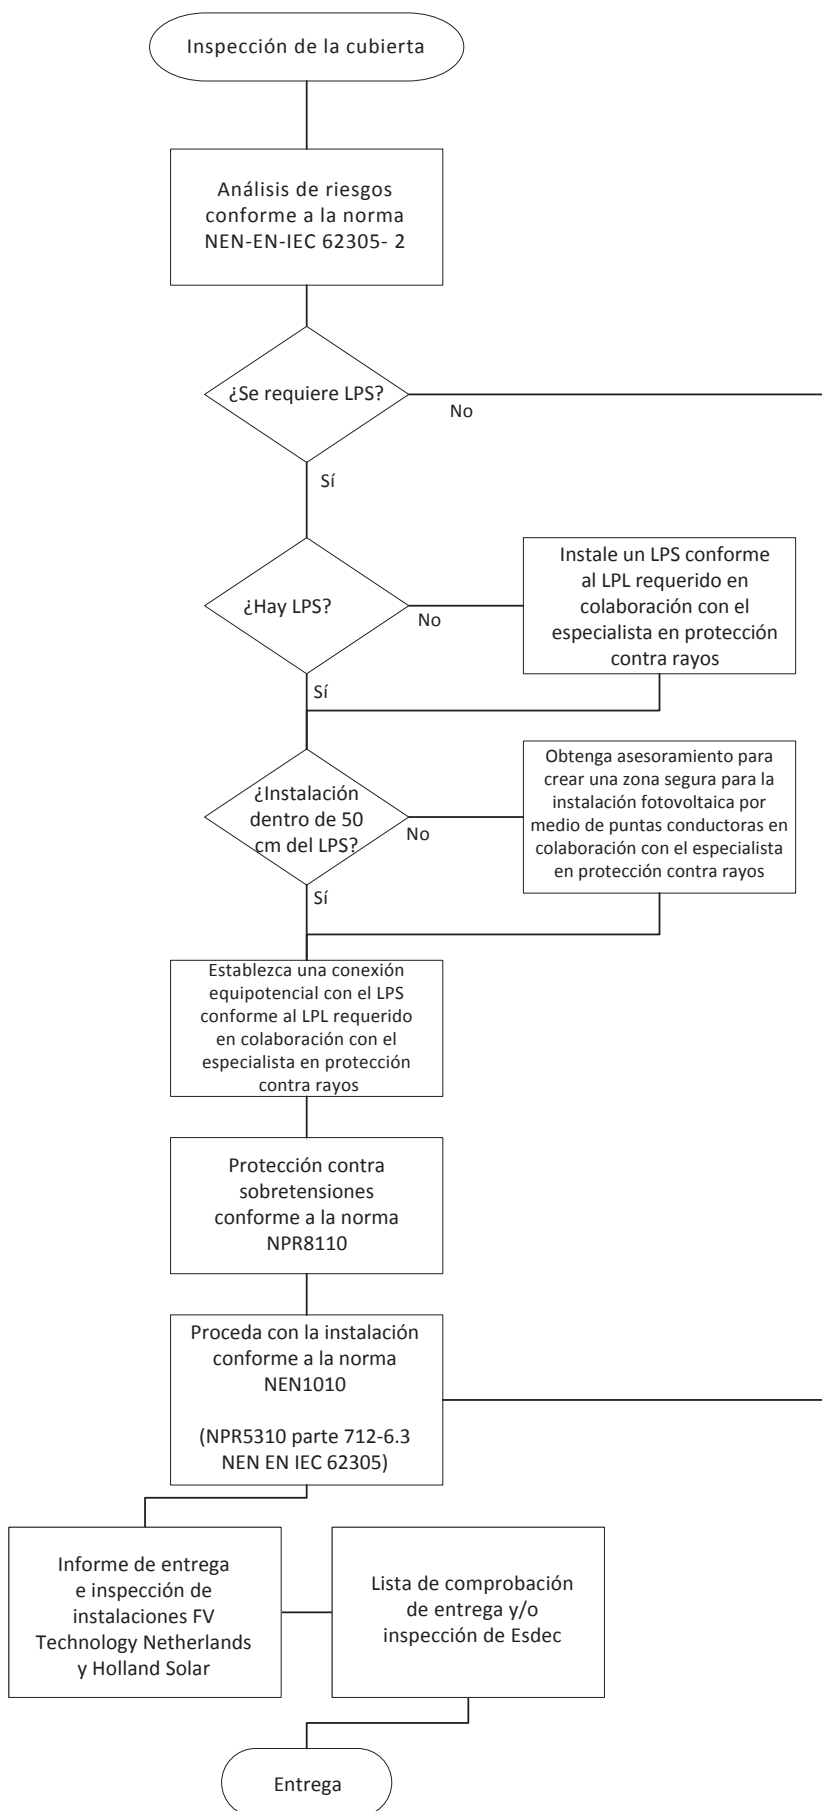 Inspección de la cubierta
Análisis de riesgos
conforme a la norma
NEN-EN-IEC 62305- 2
¿Se requiere LPS?
No
Sí
¿Hay LPS?
No
Instale un LPS conforme
al LPL requerido en
colaboración con el
especialista en protección
contra rayos
Sí
¿Instalación
dentro de 50
cm del LPS?
No
Obtenga asesoramiento para
crear una zona segura para la
instalación fotovoltaica por
medio de puntas conductoras en
colaboración con el especialista
en protección contra rayos
Sí
Establezca una conexión
equipotencial con el LPS
conforme al LPL requerido
en colaboración con el
especialista en protección
contra rayos
Protección contra
sobretensiones
conforme a la norma
NPR8110
Proceda con la instalación
conforme a la norma
NEN1010
(NPR5310 parte 712-6.3
NEN EN IEC 62305)
Informe de entrega
e inspección de
instalaciones FV
Technology Netherlands
y Holland Solar
Lista de comprobación
de entrega y/o
inspección de Esdec
Entrega